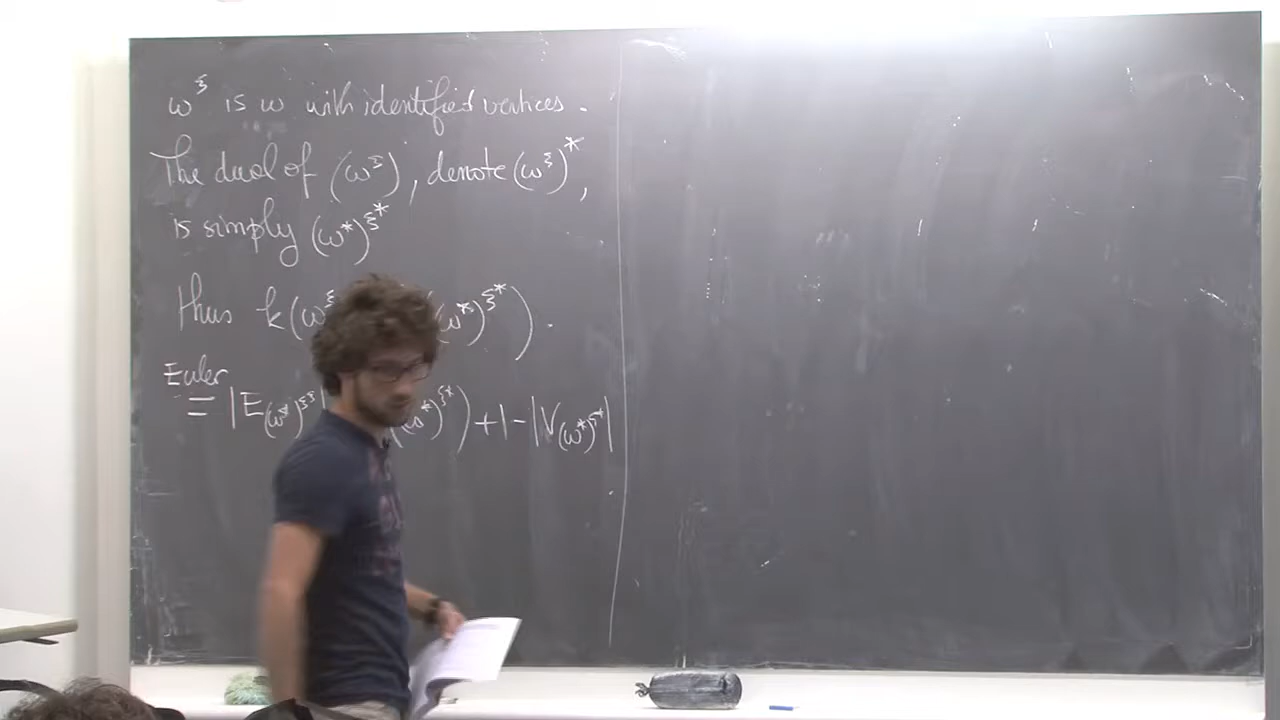 ω^ξ is ω with identified vertices.
The dual of (ω^ξ), denote (ω^ξ)^*,
is simply (ω^*)^{ξ^*}
thus k(ω^ξ ω^*)^{ξ^*}).
Euler
= |E_{(ω^*)^{ξ^*}}| (ω^*)^{ξ^*}) + 1 - |V_{(ω^*)^{ξ^*}}|